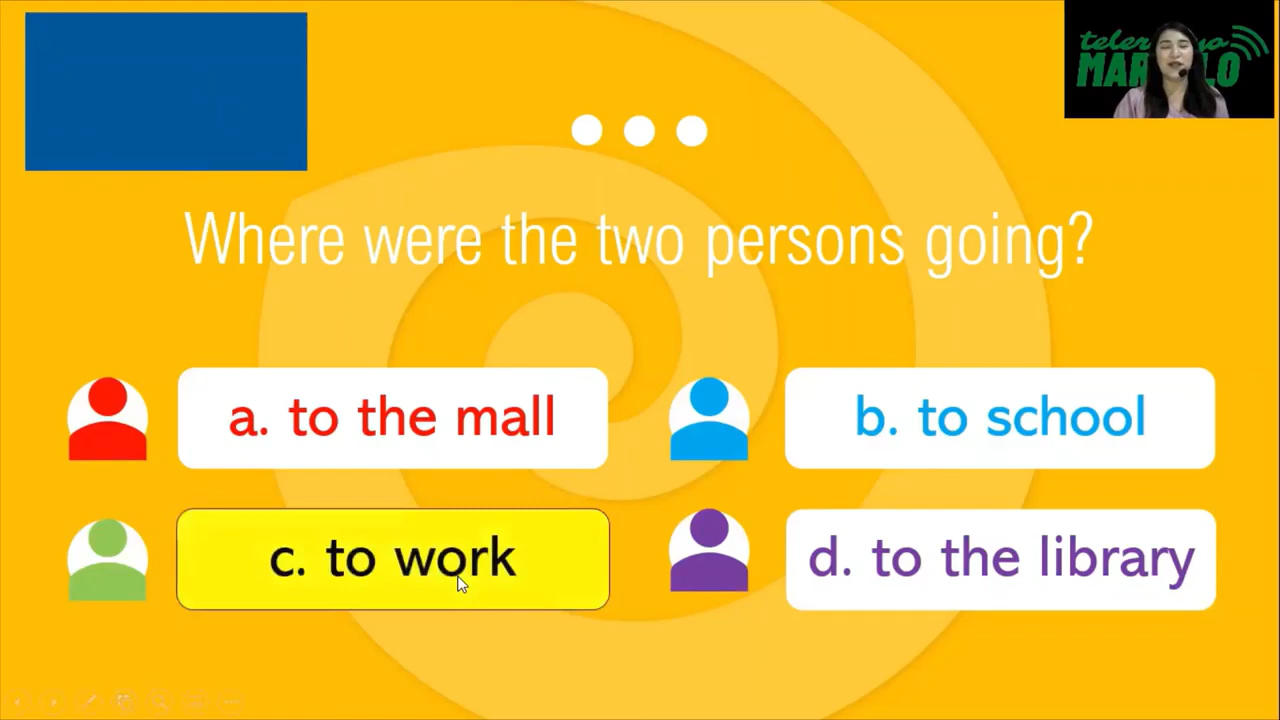 Where were the two persons going?
a. to the mall
b. to school
c. to work
d. to the library